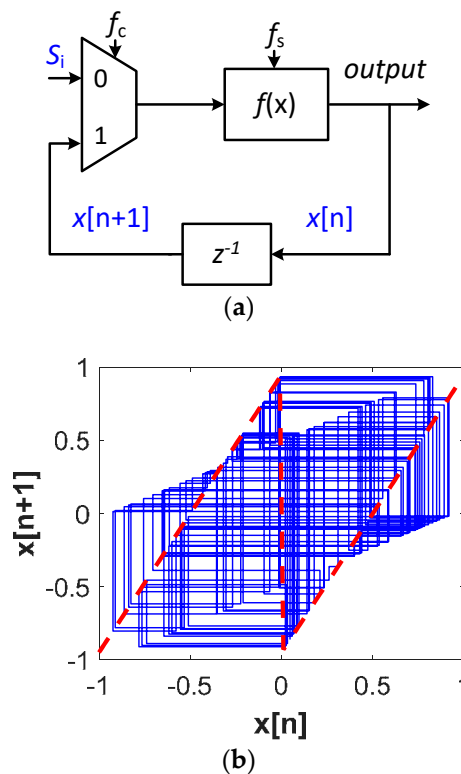 f_c
f_s
S_i
output
0
f(x)
1
x[n+1]
x[n]
z^-1
(a)
1
0.5
0
-0.5
-1
x[n+1]
-1 -0.5 0 0.5 1
x[n]
(b)